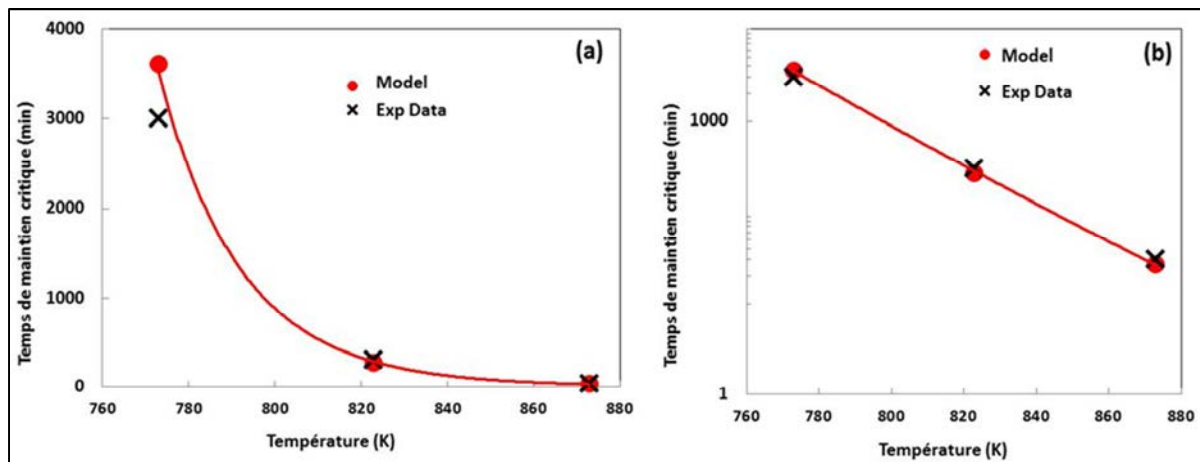 (a)
Temps de maintien critique (min)
4000
3000
2000
1000
0
Model
Exp Data
760
780
800
820
840
860
880
Température (K)
(b)
Temps de maintien critique (min)
1000
1
Model
Exp Data
760
780
800
820
840
860
880
Température (K)